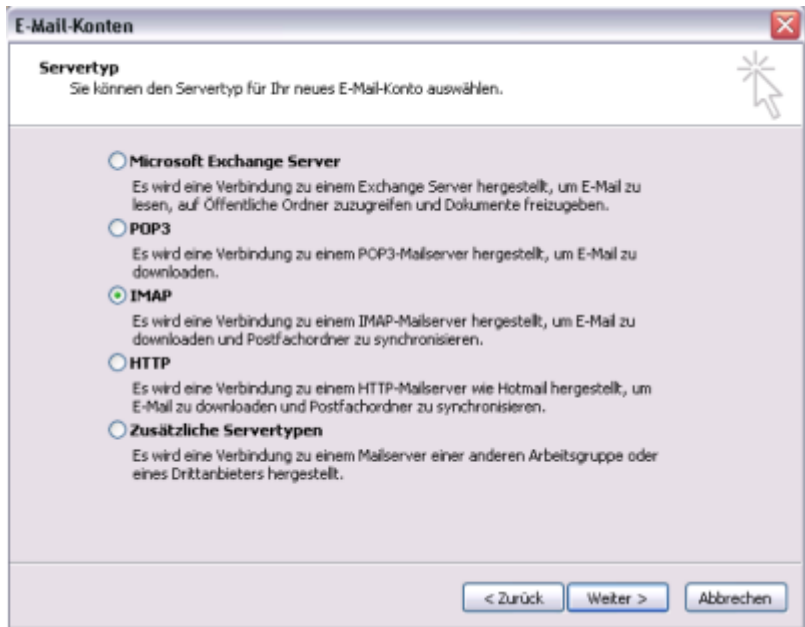 E-Mail-Konten
Servertyp
Sie können den Servertyp für Ihr neues E-Mail-Konto auswählen.
Microsoft Exchange Server
Es wird eine Verbindung zu einem Exchange Server hergestellt, um E-Mail zu
lesen, auf Öffentliche Ordner zuzugreifen und Dokumente freizugeben.
POP3
Es wird eine Verbindung zu einem POP3-Mailserver hergestellt, um E-Mail zu
downloaden.
IMAP
Es wird eine Verbindung zu einem IMAP-Mailserver hergestellt, um E-Mail zu
downloaden und Postfachordner zu synchronisieren.
HTTP
Es wird eine Verbindung zu einem HTTP-Mailserver wie Hotmail hergestellt, um
E-Mail zu downloaden und Postfachordner zu synchronisieren.
Zusätzliche Servertypen
Es wird eine Verbindung zu einem Mailserver einer anderen Arbeitsgruppe oder
eines Drittanbieters hergestellt.
< Zurück Weiter > Abbrechen